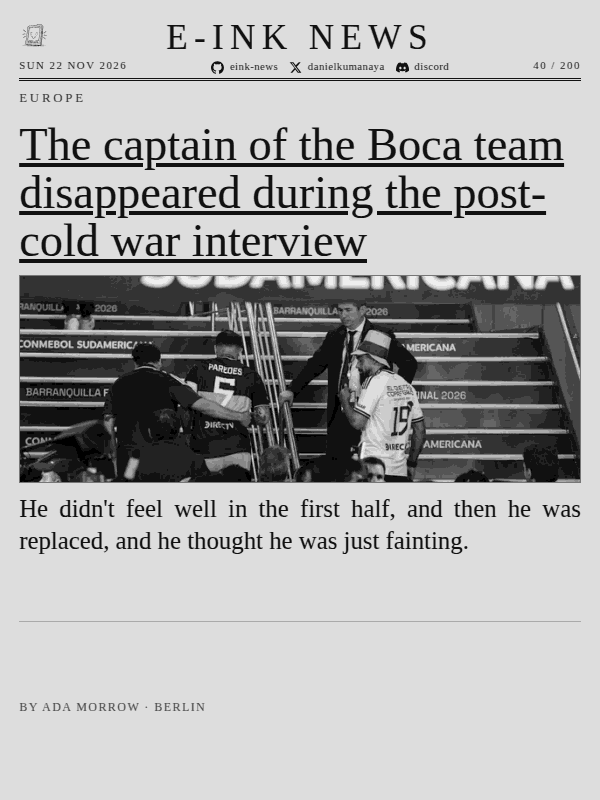 E-INK NEWS
SUN 22 NOV 2026
eink-news danielkumanaya discord
40 / 200
EUROPE
The captain of the Boca team
disappeared during the post-
cold war interview
SUDAMERICANA
BARRANQUILLA 2026
BARRANQUILLA 2026
CONMEBOL SUDAMERICANA
AMERICANA
PAREDES
5
DIRECTV
BARRANQUILLA
FINAL 2026
19
AMERICANA
He didn't feel well in the first half, and then he was
replaced, and he thought he was just fainting.
BY ADA MORROW · BERLIN